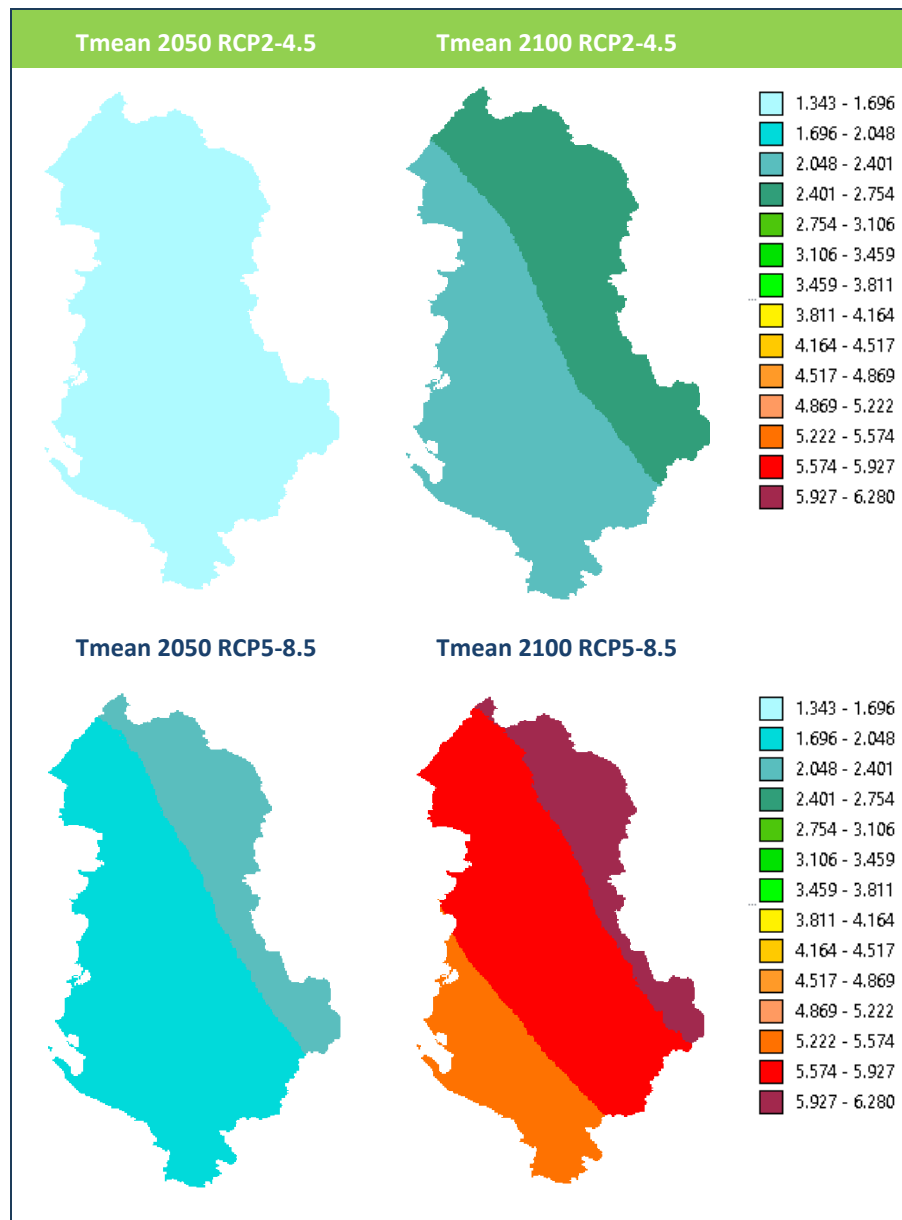 Tmean 2050 RCP2-4.5
Tmean 2100 RCP2-4.5
1.343 - 1.696
1.696 - 2.048
2.048 - 2.401
2.401 - 2.754
2.754 - 3.106
3.106 - 3.459
3.459 - 3.811
3.811 - 4.164
4.164 - 4.517
4.517 - 4.869
4.869 - 5.222
5.222 - 5.574
5.574 - 5.927
5.927 - 6.280
Tmean 2050 RCP5-8.5
Tmean 2100 RCP5-8.5
1.343 - 1.696
1.696 - 2.048
2.048 - 2.401
2.401 - 2.754
2.754 - 3.106
3.106 - 3.459
3.459 - 3.811
3.811 - 4.164
4.164 - 4.517
4.517 - 4.869
4.869 - 5.222
5.222 - 5.574
5.574 - 5.927
5.927 - 6.280